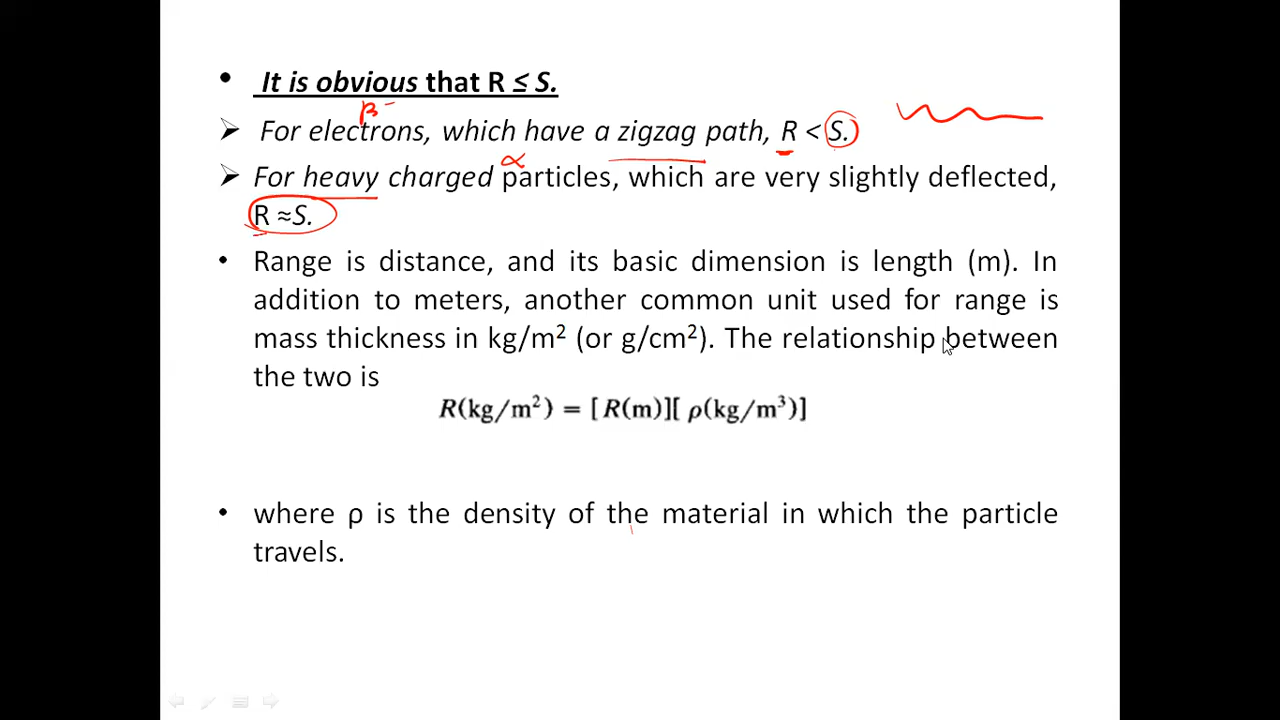 • It is obvious that R ≤ S.
β⁻
➢ For electrons, which have a zigzag path, R < S.
α
➢ For heavy charged particles, which are very slightly deflected,
R ≈S.
• Range is distance, and its basic dimension is length (m). In
addition to meters, another common unit used for range is
mass thickness in kg/m² (or g/cm²). The relationship between
the two is
R(kg/m²) = [R(m)][ ρ(kg/m³)]
• where ρ is the density of the material in which the particle
travels.